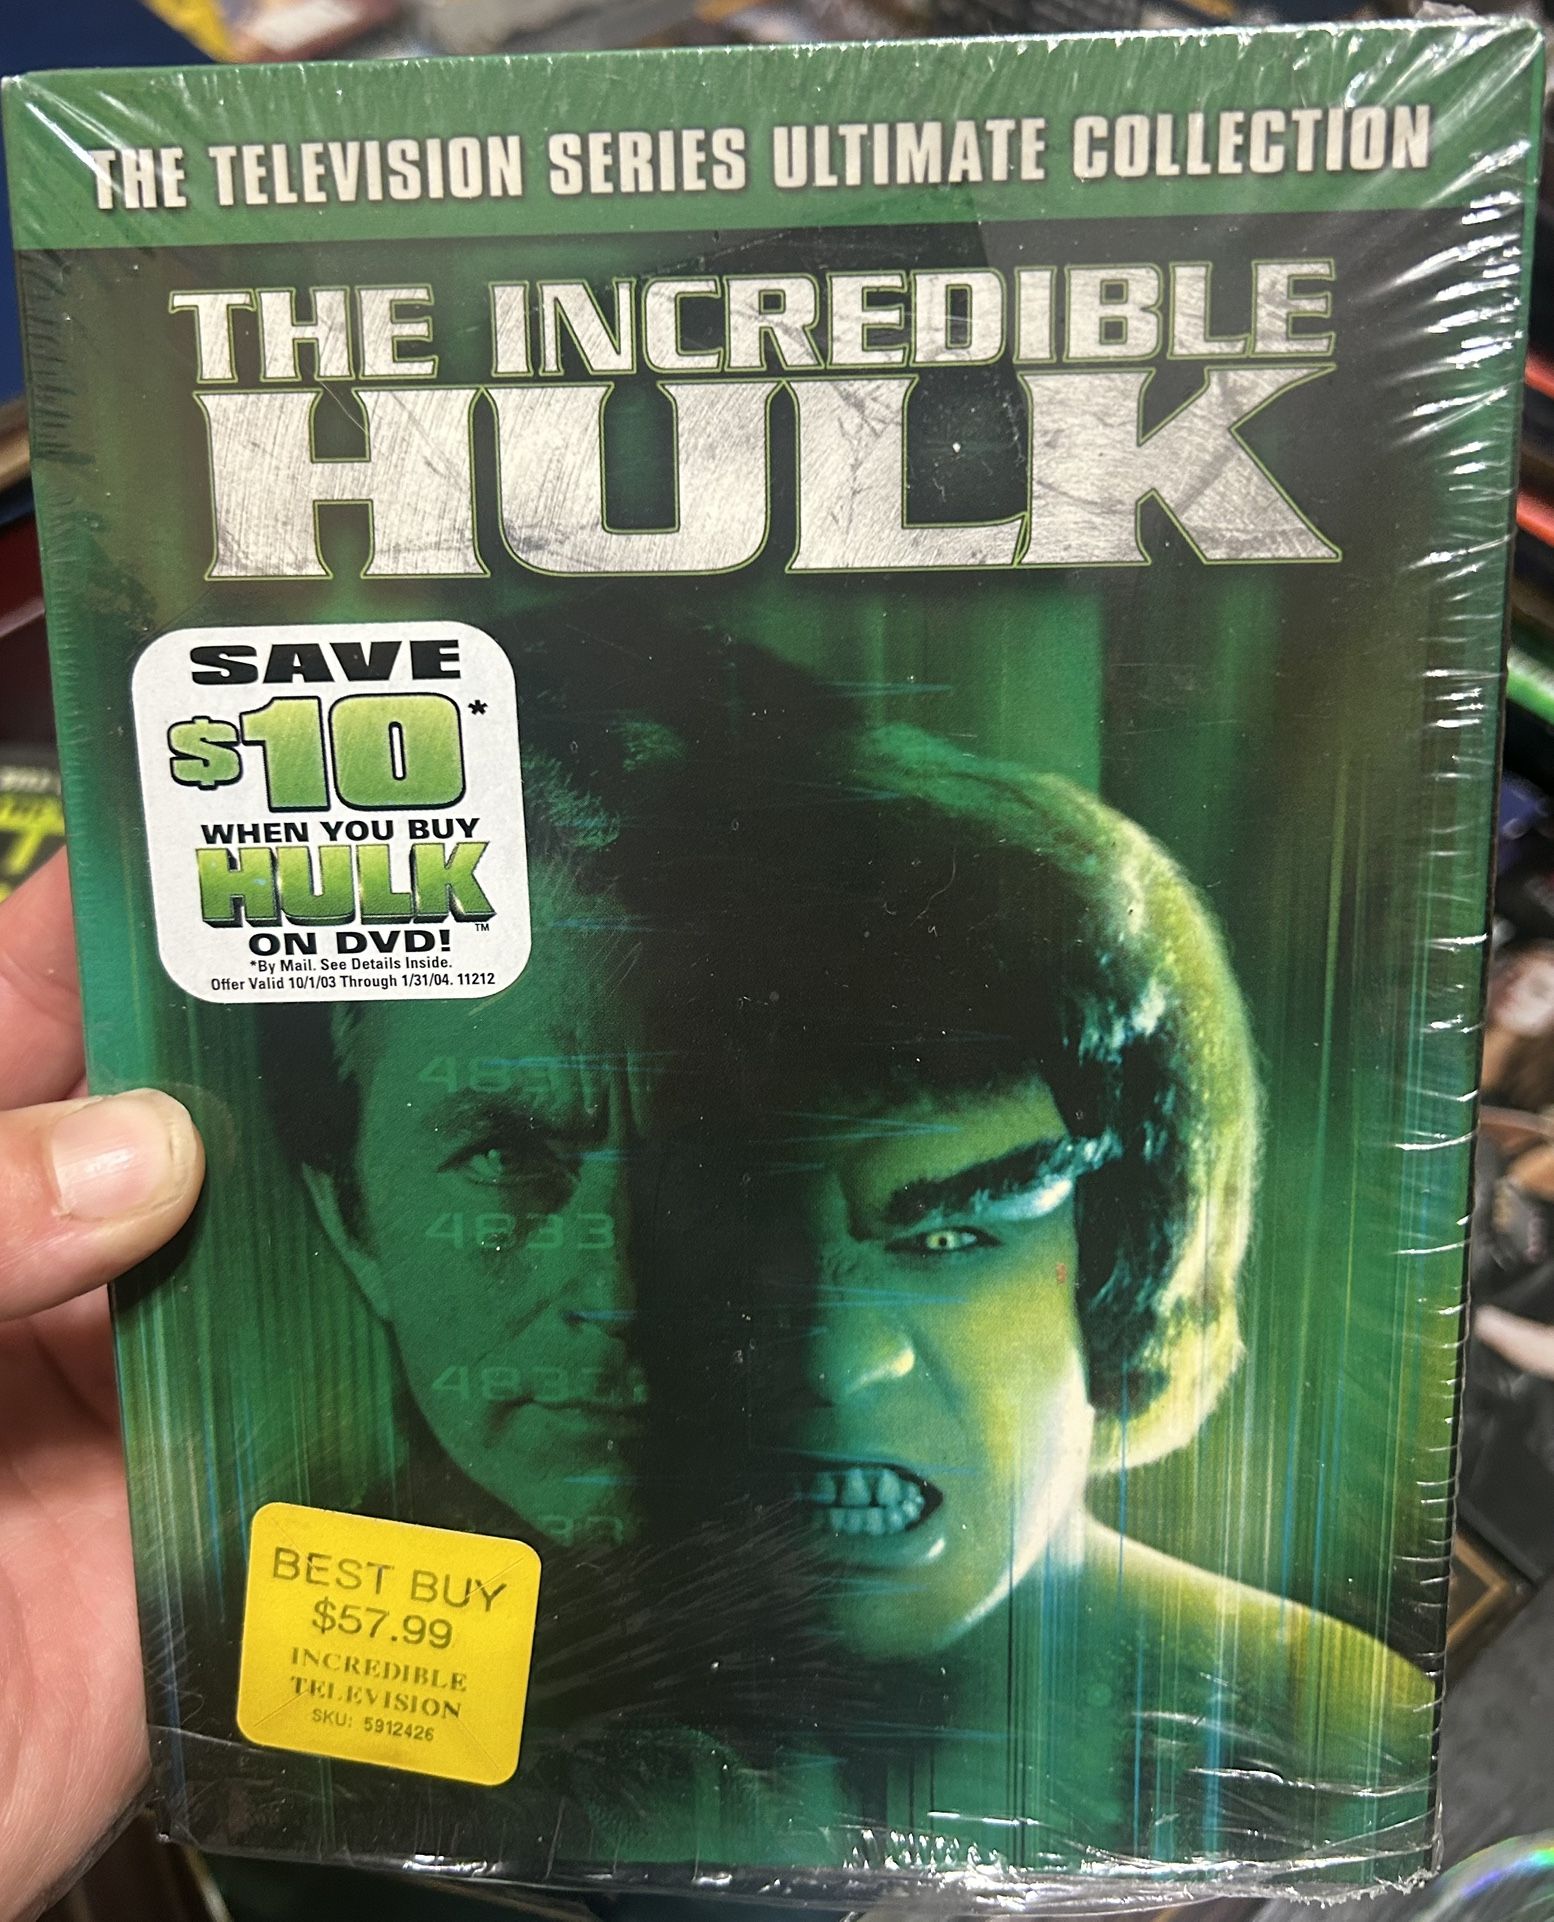 THE TELEVISION SERIES ULTIMATE COLLECTION
THE INCREDIBLE
HULK
SAVE
$10*
WHEN YOU BUY
HULK™
ON DVD!
*By Mail. See Details Inside.
Offer Valid 10/1/03 Through 1/31/04. 11212
4833
BEST BUY
$57.99
INCREDIBLE
TELEVISION
SKU: 5912426